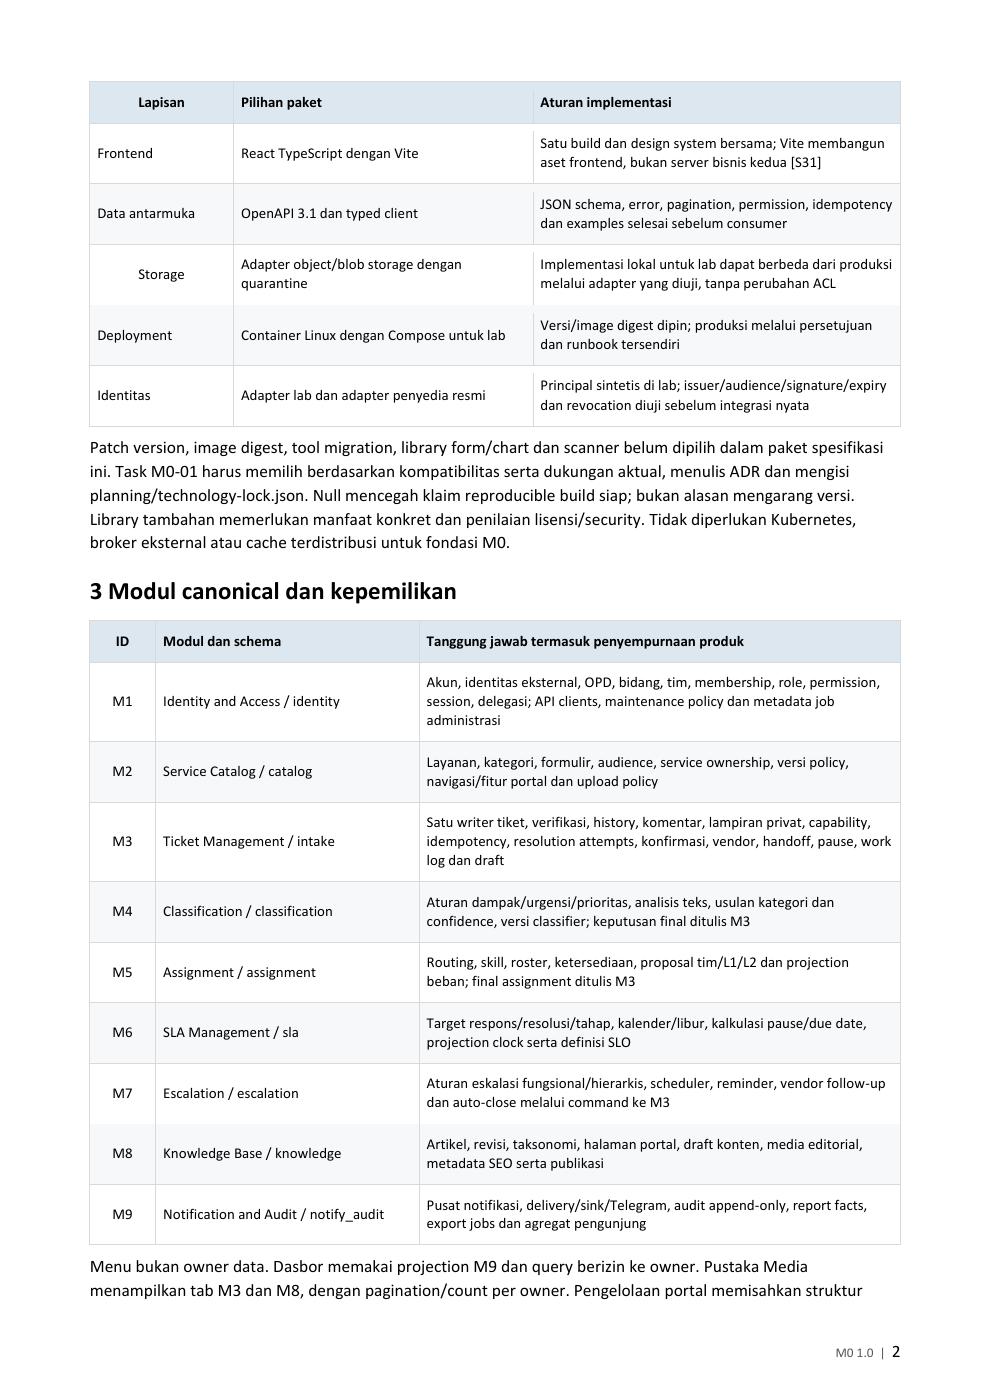 Lapisan
Pilihan paket
Aturan implementasi
Frontend
React TypeScript dengan Vite
Satu build dan design system bersama; Vite membangun
aset frontend, bukan server bisnis kedua [S31]
Data antarmuka
OpenAPI 3.1 dan typed client
JSON schema, error, pagination, permission, idempotency
dan examples selesai sebelum consumer
Storage
Adapter object/blob storage dengan
quarantine
Implementasi lokal untuk lab dapat berbeda dari produksi
melalui adapter yang diuji, tanpa perubahan ACL
Deployment
Container Linux dengan Compose untuk lab
Versi/image digest dipin; produksi melalui persetujuan
dan runbook tersendiri
Identitas
Adapter lab dan adapter penyedia resmi
Principal sintetis di lab; issuer/audience/signature/expiry
dan revocation diuji sebelum integrasi nyata
Patch version, image digest, tool migration, library form/chart dan scanner belum dipilih dalam paket spesifikasi
ini. Task M0-01 harus memilih berdasarkan kompatibilitas serta dukungan aktual, menulis ADR dan mengisi
planning/technology-lock.json. Null mencegah klaim reproducible build siap; bukan alasan mengarang versi.
Library tambahan memerlukan manfaat konkret dan penilaian lisensi/security. Tidak diperlukan Kubernetes,
broker eksternal atau cache terdistribusi untuk fondasi M0.
3 Modul canonical dan kepemilikan
ID
Modul dan schema
Tanggung jawab termasuk penyempurnaan produk
M1
Identity and Access / identity
Akun, identitas eksternal, OPD, bidang, tim, membership, role, permission,
session, delegasi; API clients, maintenance policy dan metadata job
administrasi
M2
Service Catalog / catalog
Layanan, kategori, formulir, audience, service ownership, versi policy,
navigasi/fitur portal dan upload policy
M3
Ticket Management / intake
Satu writer tiket, verifikasi, history, komentar, lampiran privat, capability,
idempotency, resolution attempts, konfirmasi, vendor, handoff, pause, work
log dan draft
M4
Classification / classification
Aturan dampak/urgensi/prioritas, analisis teks, usulan kategori dan
confidence, versi classifier; keputusan final ditulis M3
M5
Assignment / assignment
Routing, skill, roster, ketersediaan, proposal tim/L1/L2 dan projection
beban; final assignment ditulis M3
M6
SLA Management / sla
Target respons/resolusi/tahap, kalender/libur, kalkulasi pause/due date,
projection clock serta definisi SLO
M7
Escalation / escalation
Aturan eskalasi fungsional/hierarkis, scheduler, reminder, vendor follow-up
dan auto-close melalui command ke M3
M8
Knowledge Base / knowledge
Artikel, revisi, taksonomi, halaman portal, draft konten, media editorial,
metadata SEO serta publikasi
M9
Notification and Audit / notify_audit
Pusat notifikasi, delivery/sink/Telegram, audit append-only, report facts,
export jobs dan agregat pengunjung
Menu bukan owner data. Dasbor memakai projection M9 dan query berizin ke owner. Pustaka Media
menampilkan tab M3 dan M8, dengan pagination/count per owner. Pengelolaan portal memisahkan struktur
M0 1.0 | 2